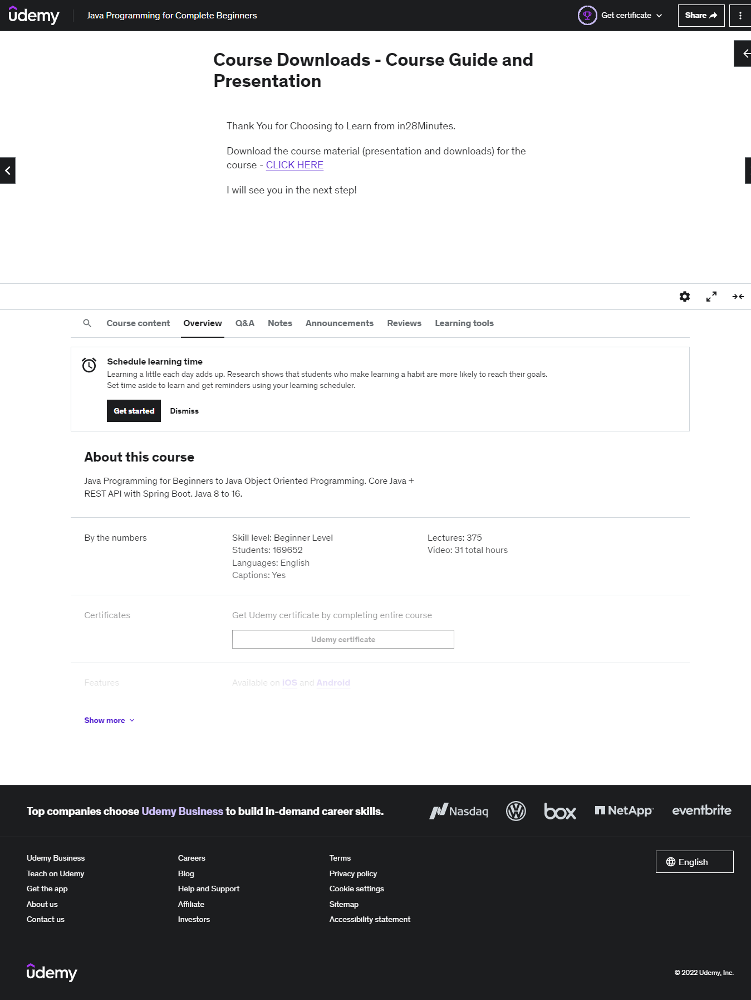 udemy
Java Programming for Complete Beginners
Get certificate
Share
Course Downloads - Course Guide and
Presentation
Thank You for Choosing to Learn from in28Minutes.
Download the course material (presentation and downloads) for the
course - CLICK HERE
I will see you in the next step!
Course content
Overview
Q&A
Notes
Announcements
Reviews
Learning tools
Schedule learning time
Learning a little each day adds up. Research shows that students who make learning a habit are more likely to reach their goals.
Set time aside to learn and get reminders using your learning scheduler.
Get started
Dismiss
About this course
Java Programming for Beginners to Java Object Oriented Programming. Core Java +
REST API with Spring Boot. Java 8 to 16.
By the numbers
Skill level: Beginner Level
Students: 169652
Languages: English
Captions: Yes
Lectures: 375
Video: 31 total hours
Certificates
Get Udemy certificate by completing entire course
Udemy certificate
Features
Available on iOS and Android
Show more
Top companies choose Udemy Business to build in-demand career skills.
Nasdaq
box
NetApp
eventbrite
Udemy Business
Teach on Udemy
Get the app
About us
Contact us
Careers
Blog
Help and Support
Affiliate
Investors
Terms
Privacy policy
Cookie settings
Sitemap
Accessibility statement
English
udemy
© 2022 Udemy, Inc.